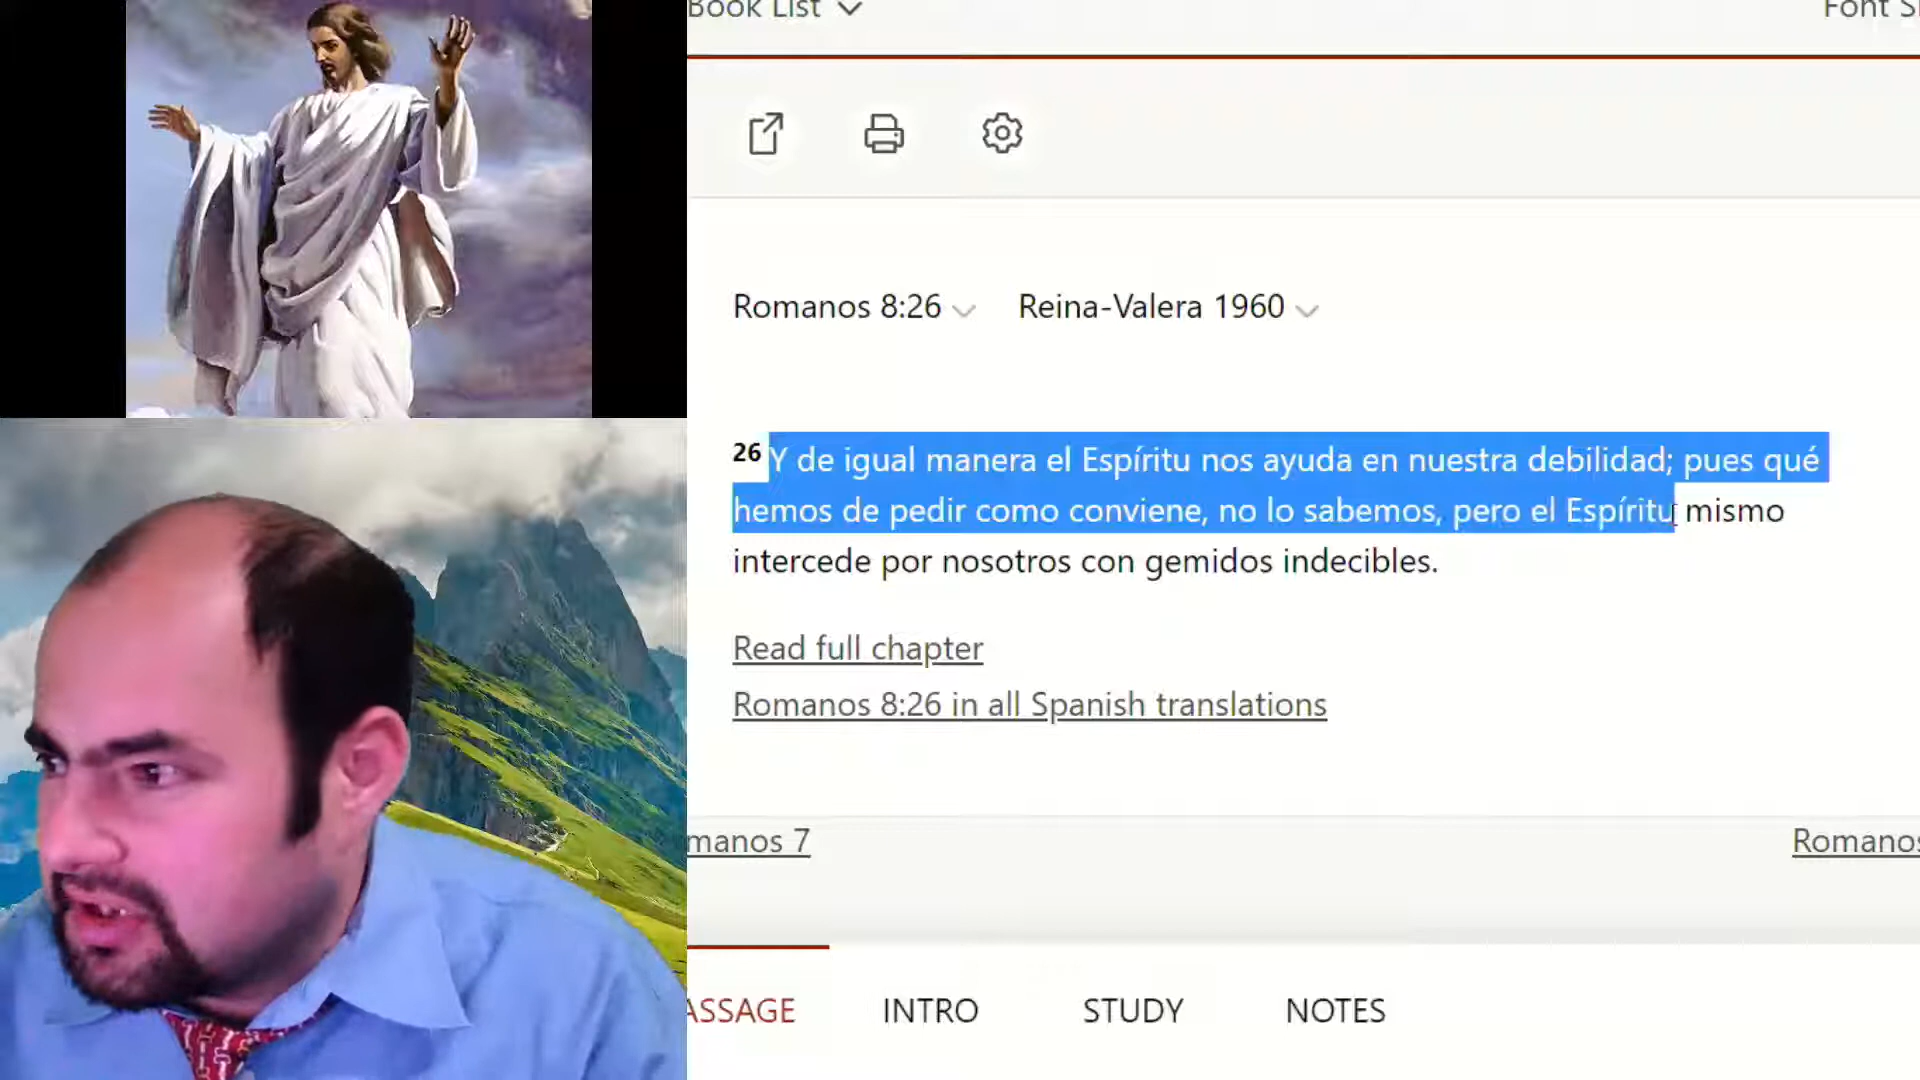 Book List
Font
Romanos 8:26 Reina-Valera 1960
26 Y de igual manera el Espíritu nos ayuda en nuestra debilidad; pues qué
hemos de pedir como conviene, no lo sabemos, pero el Espíritu mismo
intercede por nosotros con gemidos indecibles.
Read full chapter
Romanos 8:26 in all Spanish translations
manos 7
Romanos
ASSAGE INTRO STUDY NOTES